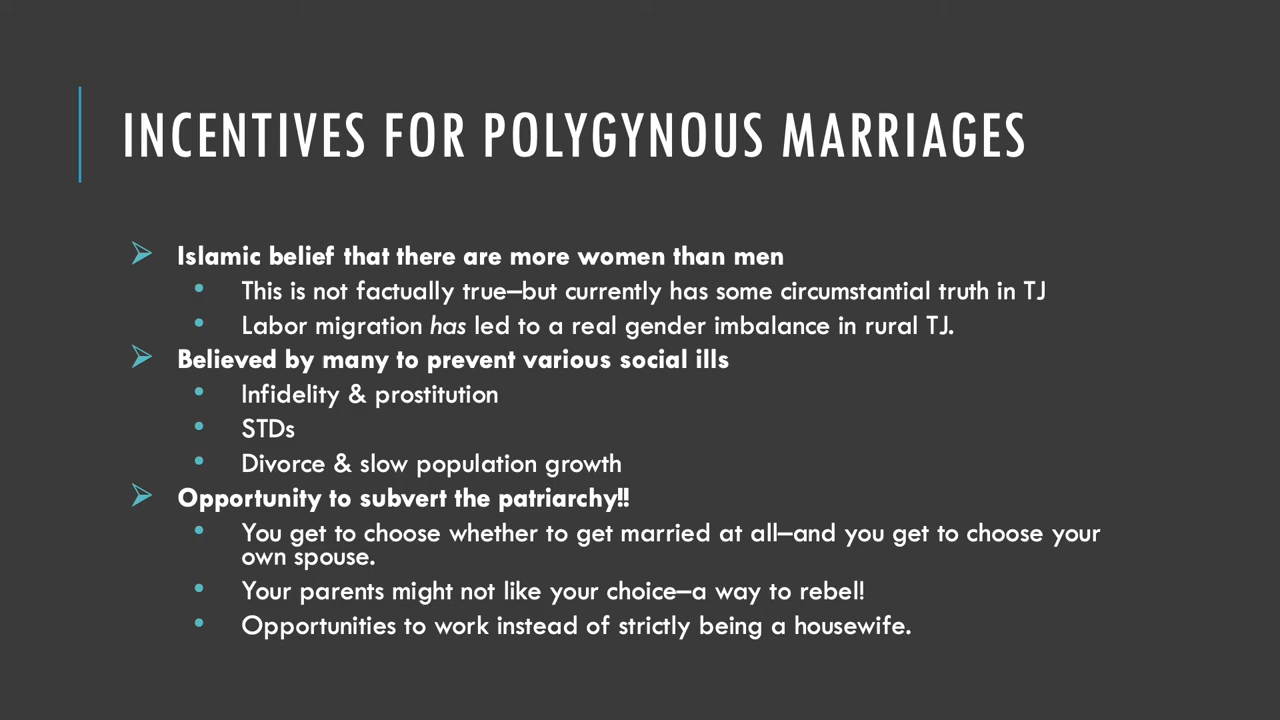 INCENTIVES FOR POLYGYNOUS MARRIAGES
Islamic belief that there are more women than men
This is not factually true–but currently has some circumstantial truth in TJ
Labor migration has led to a real gender imbalance in rural TJ.
Believed by many to prevent various social ills
Infidelity & prostitution
STDs
Divorce & slow population growth
Opportunity to subvert the patriarchy!!
You get to choose whether to get married at all–and you get to choose your
own spouse.
Your parents might not like your choice–a way to rebel!
Opportunities to work instead of strictly being a housewife.